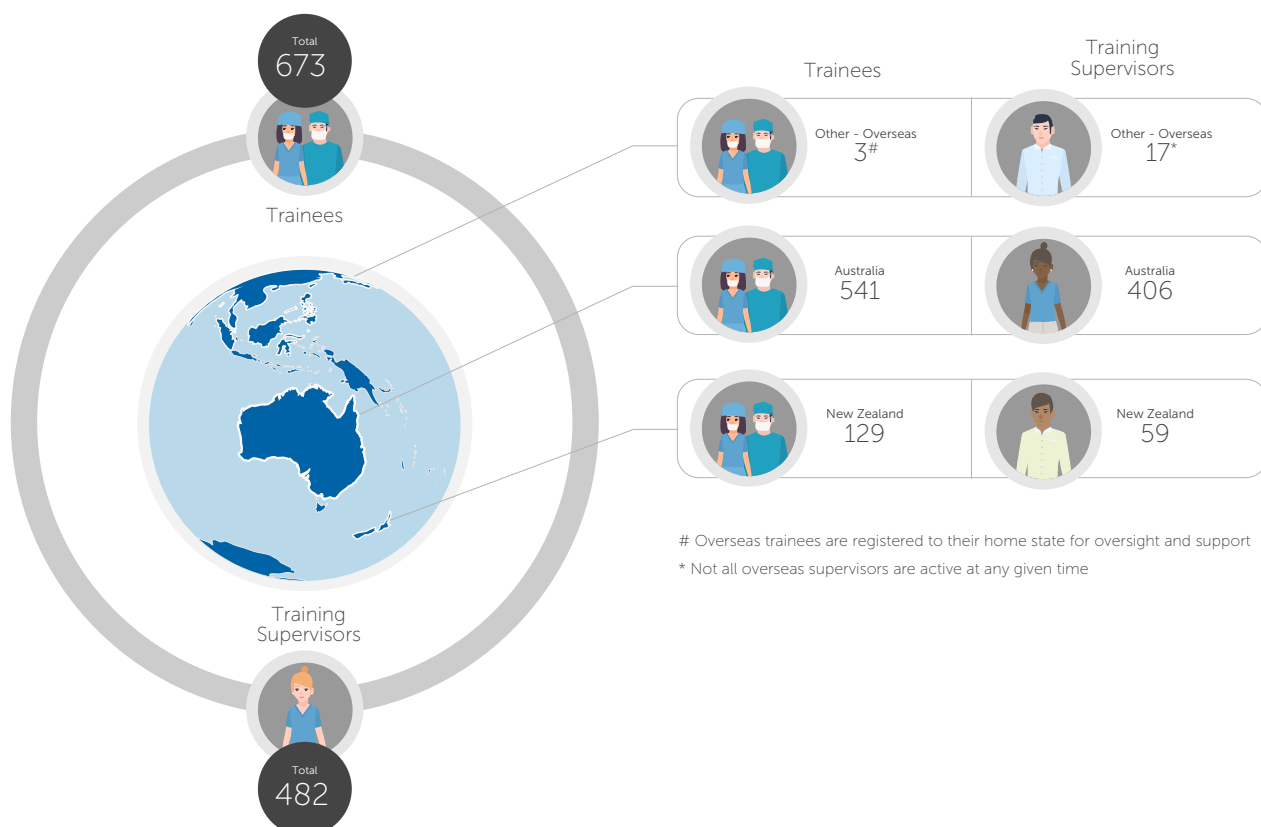 Total
673
Trainees
Training
Supervisors
Total
482
Trainees
Training
Supervisors
Other - Overseas
3#
Other - Overseas
17*
Australia
541
Australia
406
New Zealand
129
New Zealand
59
# Overseas trainees are registered to their home state for oversight and support
* Not all overseas supervisors are active at any given time